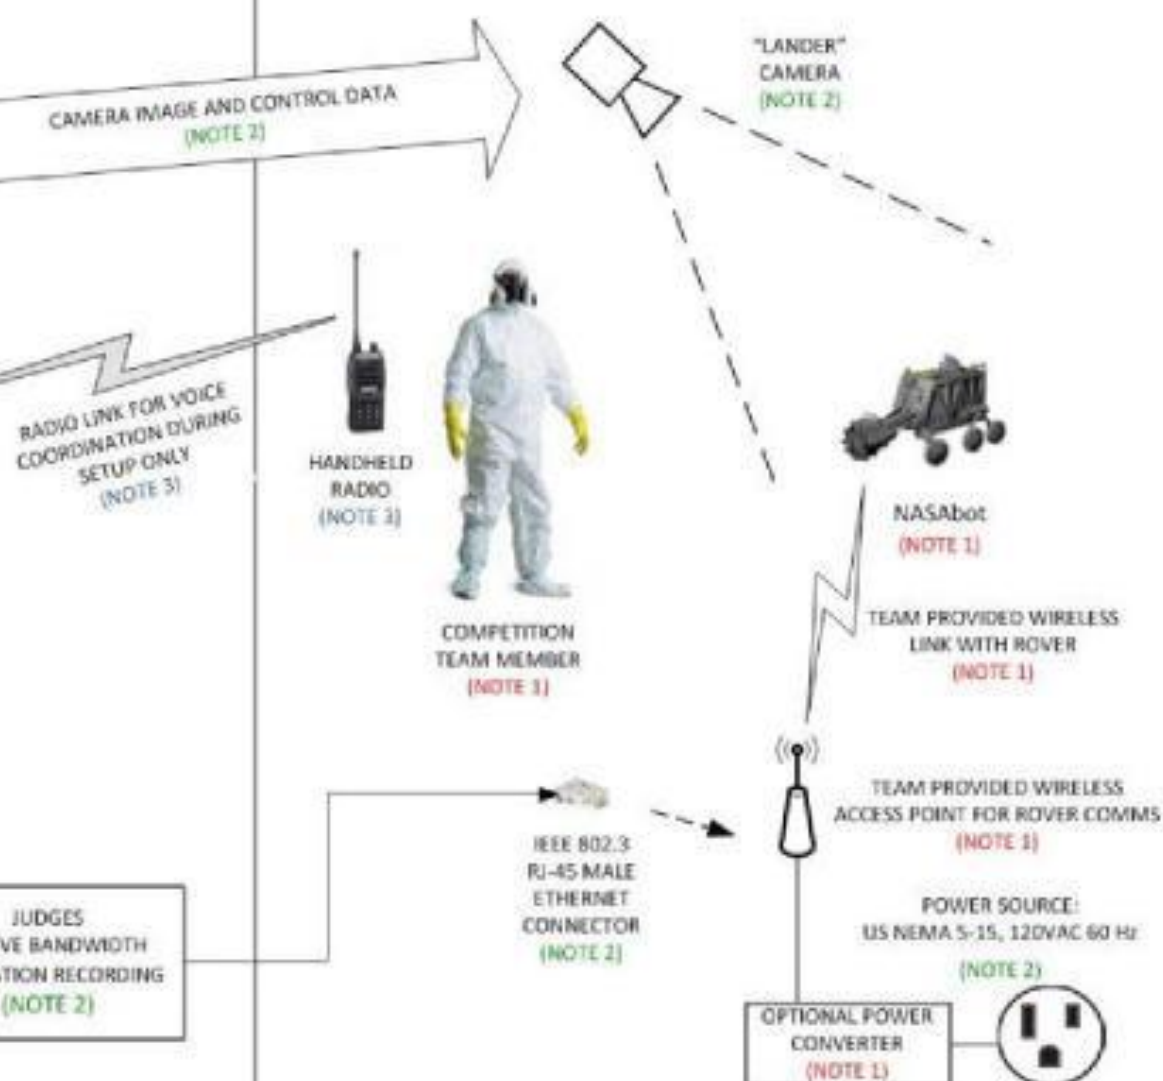 "LANDER"
CAMERA
(NOTE 2)
CAMERA IMAGE AND CONTROL DATA
(NOTE 2)
RADIO LINK FOR VOICE
COORDINATION DURING
SETUP ONLY
(NOTE 3)
HANDHELD
RADIO
(NOTE 3)
COMPETITION
TEAM MEMBER
(NOTE 1)
NASAbot
(NOTE 1)
TEAM PROVIDED WIRELESS
LINK WITH ROVER
(NOTE 1)
TEAM PROVIDED WIRELESS
ACCESS POINT FOR ROVER COMMS
(NOTE 1)
IEEE 802.3
RJ-45 MALE
ETHERNET
CONNECTOR
(NOTE 2)
JUDGES
VE BANDWIDTH
TION RECORDING
(NOTE 2)
POWER SOURCE:
US NEMA 5-15, 120VAC 60 Hz
(NOTE 2)
OPTIONAL POWER
CONVERTER
(NOTE 1)